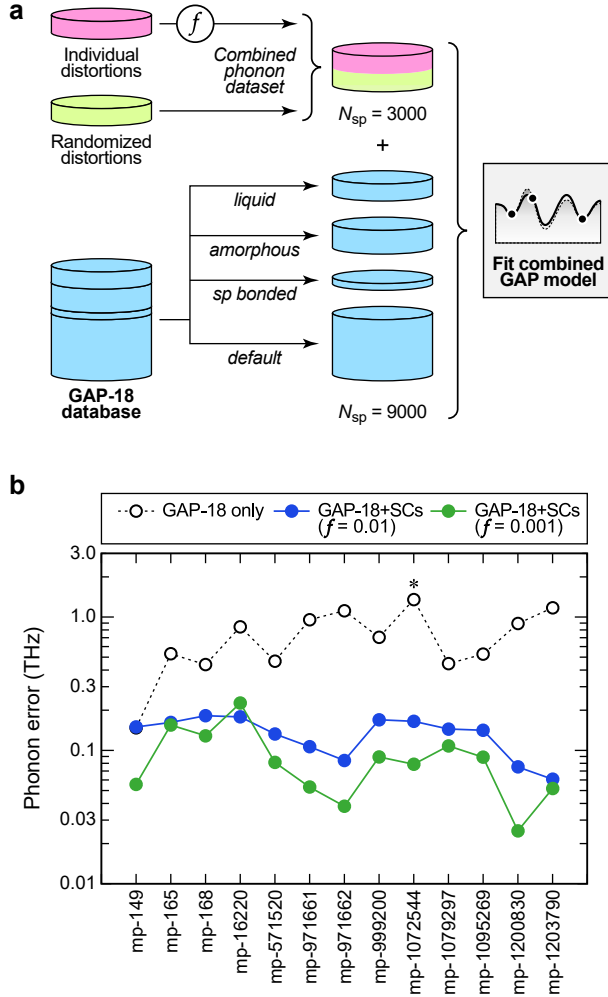 a
f
Individual
distortions
Combined
phonon
dataset
Randomized
distortions
Nsp = 3000
+
liquid
amorphous
sp bonded
default
GAP-18
database
Nsp = 9000
Fit combined
GAP model
b
GAP-18 only
GAP-18+SCs
(f = 0.01)
GAP-18+SCs
(f = 0.001)
Phonon error (THz)
3.0
1.0
0.3
0.1
0.03
0.01
*
mp-149
mp-165
mp-168
mp-16220
mp-571520
mp-971661
mp-971662
mp-999200
mp-1072544
mp-1079297
mp-1095269
mp-1200830
mp-1203790